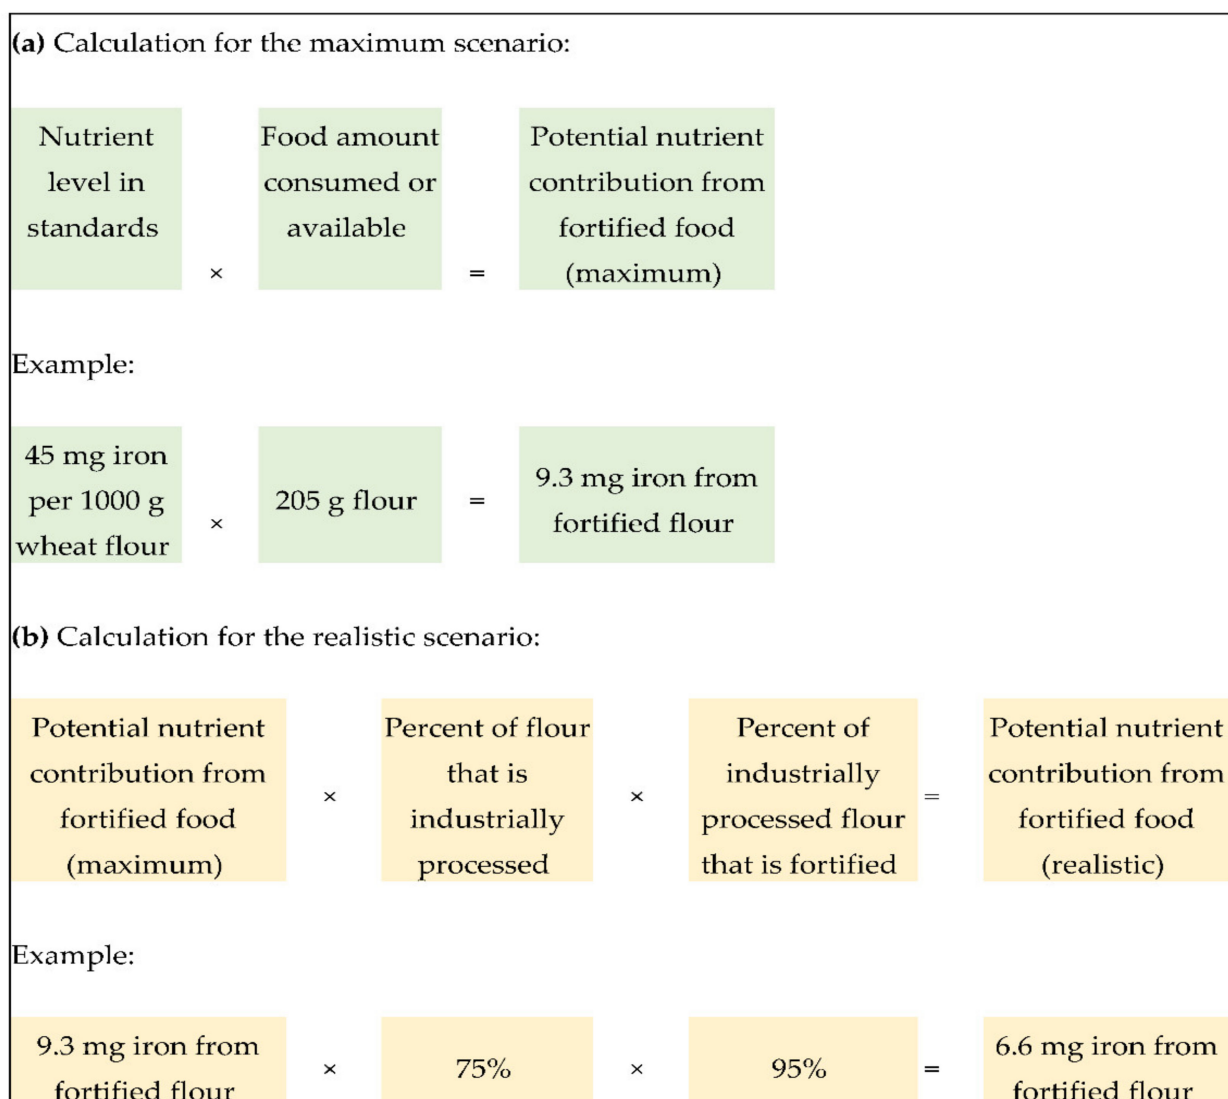 (a) Calculation for the maximum scenario:
Nutrient
level in
standards
×
Food amount
consumed or
available
=
Potential nutrient
contribution from
fortified food
(maximum)
Example:
45 mg iron
per 1000 g
wheat flour
×
205 g flour
=
9.3 mg iron from
fortified flour
(b) Calculation for the realistic scenario:
Potential nutrient
contribution from
fortified food
(maximum)
×
Percent of flour
that is
industrially
processed
×
Percent of
industrially
processed flour
that is fortified
=
Potential nutrient
contribution from
fortified food
(realistic)
Example:
9.3 mg iron from
fortified flour
×
75%
×
95%
=
6.6 mg iron from
fortified flour